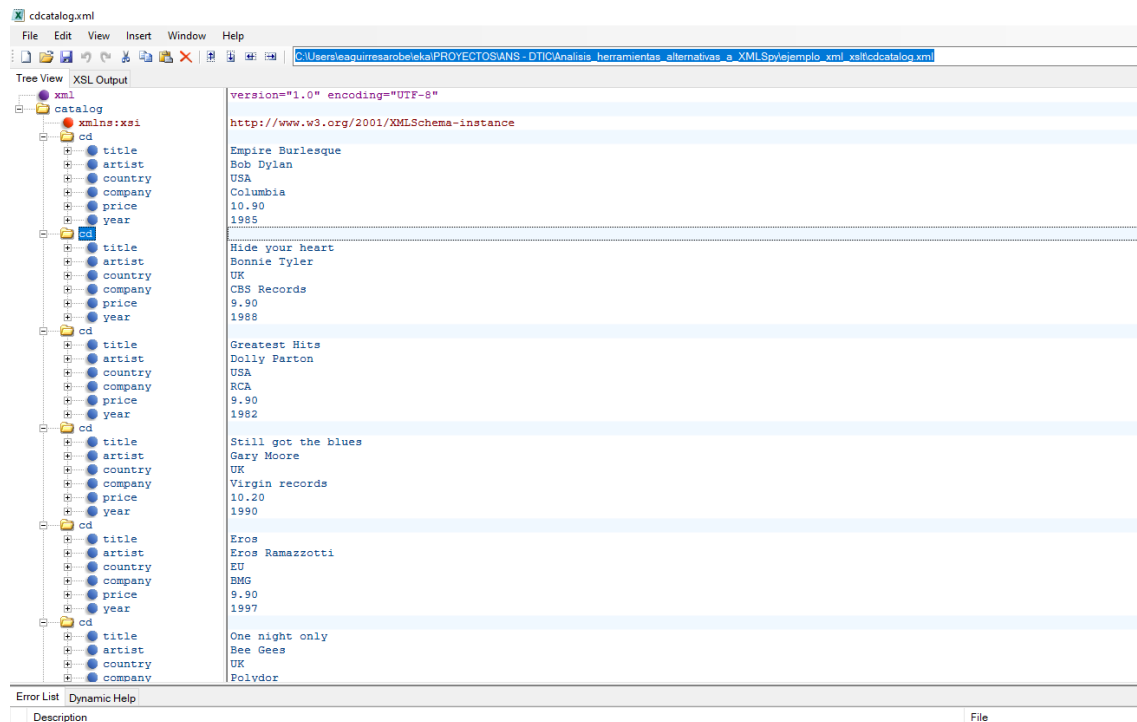 cdcatalog.xml
File Edit View Insert Window Help
C:\Users\eaguirresarobe\eka\PROYECTOS\ANS - DTIC\Analisis_herramientas_alternativas_a_XMLSpy\ejemplo_xml_xslt\cdcatalog.xml
Tree View XSL Output
xml version="1.0" encoding="UTF-8"
catalog
xmlns:xsi http://www.w3.org/2001/XMLSchema-instance
cd
title Empire Burlesque
artist Bob Dylan
country USA
company Columbia
price 10.90
year 1985
cd
title Hide your heart
artist Bonnie Tyler
country UK
company CBS Records
price 9.90
year 1988
cd
title Greatest Hits
artist Dolly Parton
country USA
company RCA
price 9.90
year 1982
cd
title Still got the blues
artist Gary Moore
country UK
company Virgin records
price 10.20
year 1990
cd
title Eros
artist Eros Ramazzotti
country EU
company BMG
price 9.90
year 1997
cd
title One night only
artist Bee Gees
country UK
company Polydor
Error List Dynamic Help
Description File